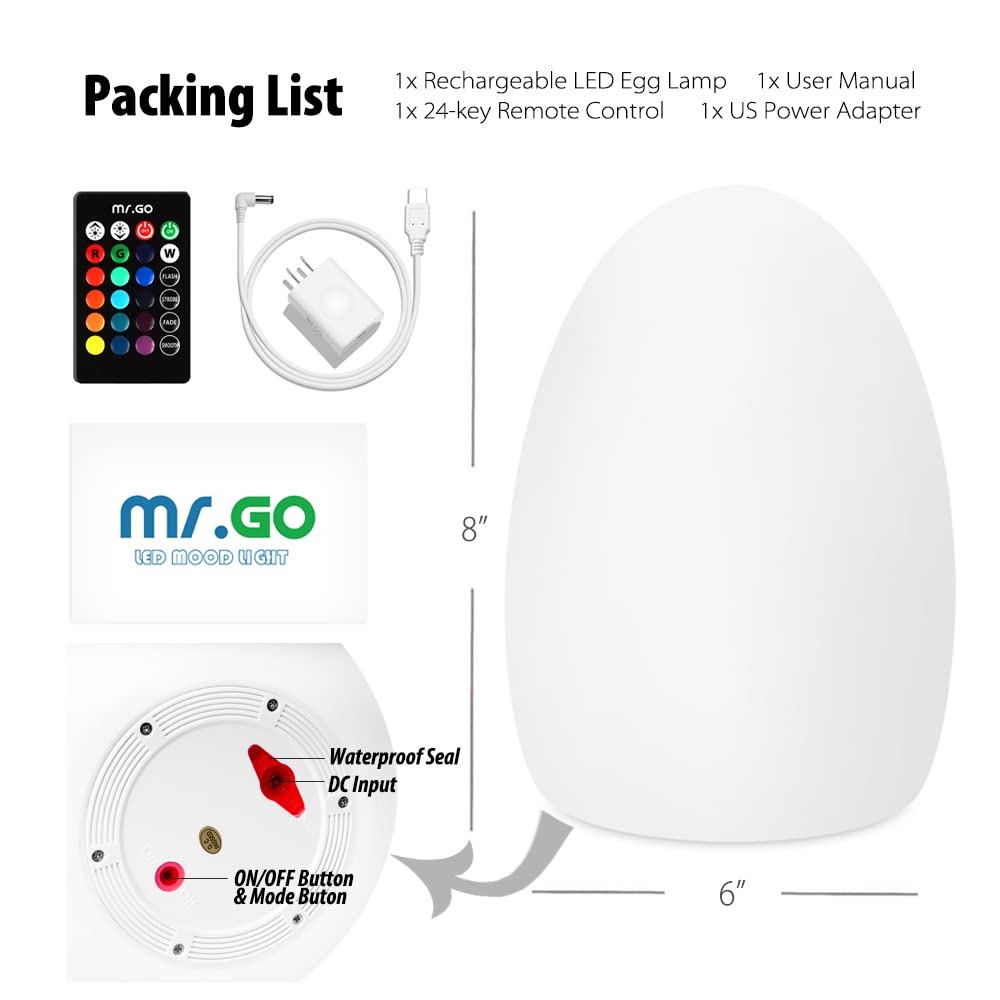 Packing List
1x Rechargeable LED Egg Lamp 1x User Manual
1x 24-key Remote Control 1x US Power Adapter
mr.GO
OFF ON
R G W
FLASH
STROBE
FADE
SMOOTH
mr.GO
LED MOOD LIGHT
8”
Waterproof Seal
DC Input
ON/OFF Button
& Mode Buton
6”